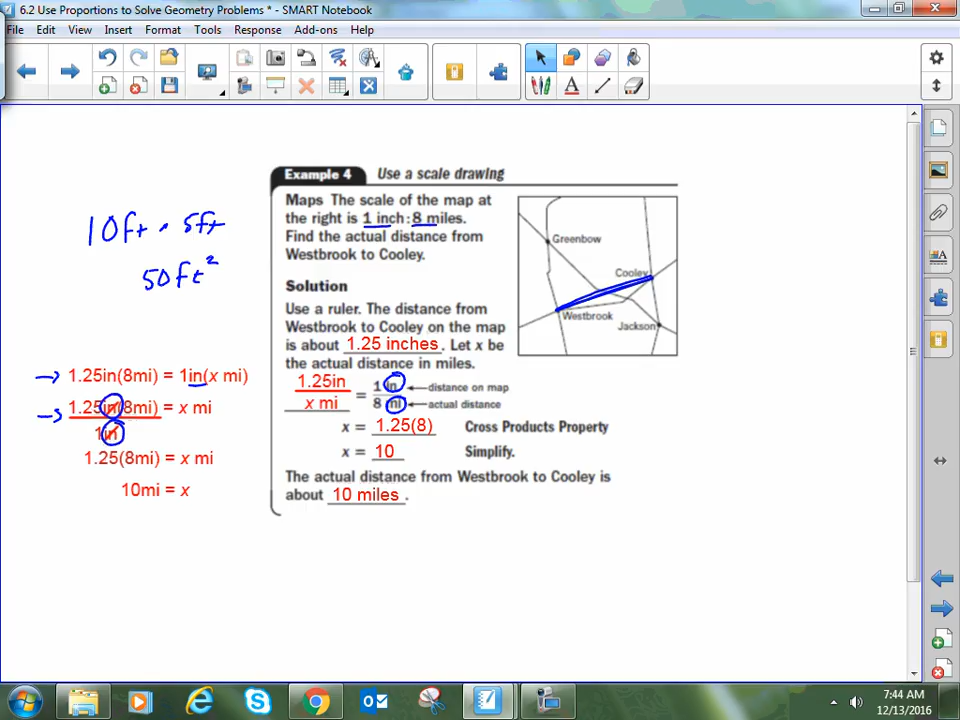 6.2 Use Proportions to Solve Geometry Problems * - SMART Notebook
File Edit View Insert Format Tools Response Add-ons Help
Example 4 Use a scale drawing
Maps The scale of the map at
the right is 1 inch : 8 miles.
Find the actual distance from
Westbrook to Cooley.
Greenbow
Cooley
Westbrook
Jackson
10ft · 5ft
50ft²
Solution
Use a ruler. The distance from
Westbrook to Cooley on the map
is about 1.25 inches. Let x be
the actual distance in miles.
1.25in(8mi) = 1in(x mi)
1.25in(8mi) = x mi
1in
1.25(8mi) = x mi
10mi = x
1.25in = 1 in ← distance on map
x mi 8 mi ← actual distance
x = 1.25(8) Cross Products Property
x = 10 Simplify.
The actual distance from Westbrook to Cooley is
about 10 miles.
7:44 AM
12/13/2016